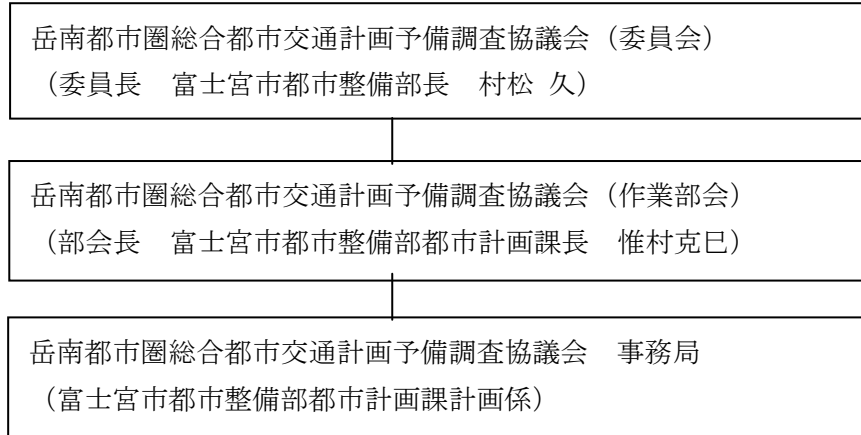 岳南都市圏総合都市交通計画予備調査協議会（委員会）
（委員長　富士宮市都市整備部長　村松 久）
岳南都市圏総合都市交通計画予備調査協議会（作業部会）
（部会長　富士宮市都市整備部都市計画課長　惟村克巳）
岳南都市圏総合都市交通計画予備調査協議会　事務局
（富士宮市都市整備部都市計画課計画係）